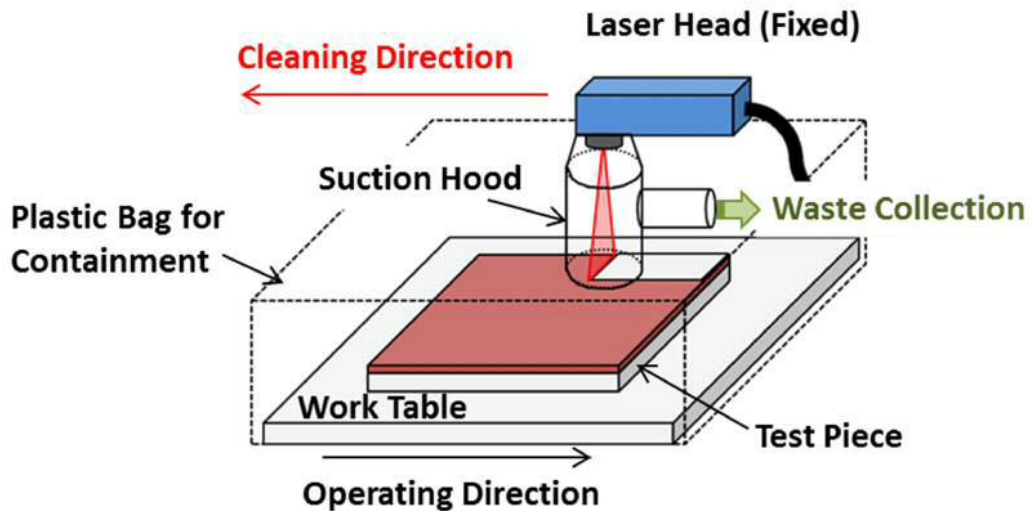 Laser Head (Fixed)
Cleaning Direction
Suction Hood
Plastic Bag for
Containment
Waste Collection
Work Table
Test Piece
Operating Direction